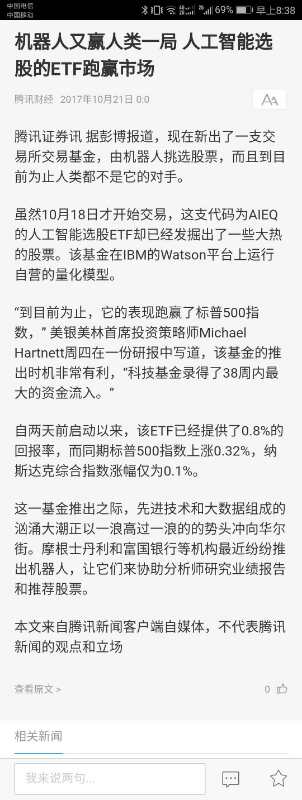 中国电信
中国移动
69% 早上8:38
机器人又赢人类一局 人工智能选
股的ETF跑赢市场
腾讯财经 2017年10月21日 0:0
AA
腾讯证券讯 据彭博报道，现在新出了一支交
易所交易基金，由机器人挑选股票，而且到目
前为止人类都不是它的对手。
虽然10月18日才开始交易，这支代码为AIEQ
的人工智能选股ETF却已经发掘出了一些大热
的股票。该基金在IBM的Watson平台上运行
自营的量化模型。
“到目前为止，它的表现跑赢了标普500指
数，” 美银美林首席投资策略师Michael
Hartnett周四在一份研报中写道，该基金的推
出时机非常有利，“科技基金录得了38周内最
大的资金流入。”
自两天前启动以来，该ETF已经提供了0.8%的
回报率，而同期标普500指数上涨0.32%，纳
斯达克综合指数涨幅仅为0.1%。
这一基金推出之际，先进技术和大数据组成的
汹涌大潮正以一浪高过一浪的的势头冲向华尔
街。摩根士丹利和富国银行等机构最近纷纷推
出机器人，让它们来协助分析师研究业绩报告
和推荐股票。
本文来自腾讯新闻客户端自媒体，不代表腾讯
新闻的观点和立场
查看原文 >
0
相关新闻
我来说两句...